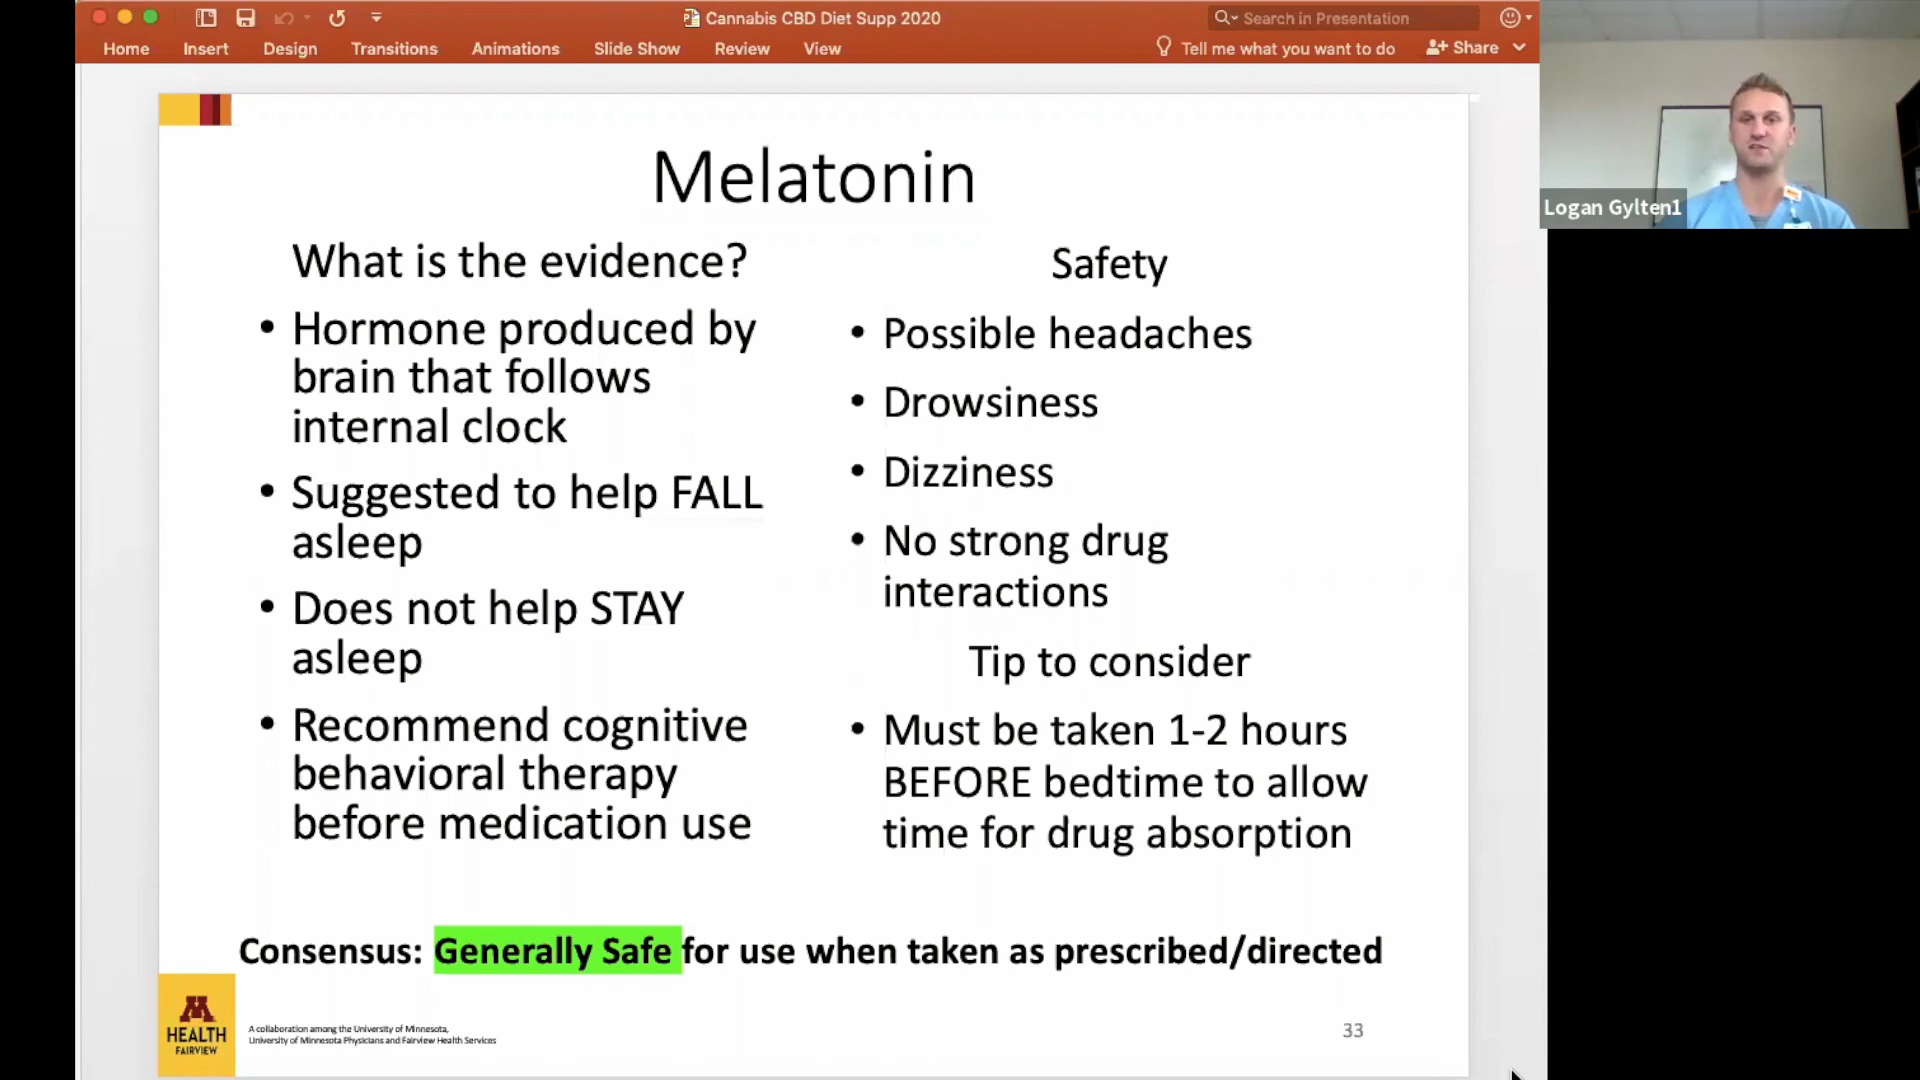 Cannabis CBD Diet Supp 2020
Search in Presentation
Home Insert Design Transitions Animations Slide Show Review View
Tell me what you want to do
Share
Logan Gylten1
Melatonin
What is the evidence?
• Hormone produced by
brain that follows
internal clock
• Suggested to help FALL
asleep
• Does not help STAY
asleep
• Recommend cognitive
behavioral therapy
before medication use
Safety
• Possible headaches
• Drowsiness
• Dizziness
• No strong drug
interactions
Tip to consider
• Must be taken 1-2 hours
BEFORE bedtime to allow
time for drug absorption
Consensus: Generally Safe for use when taken as prescribed/directed
M
HEALTH
FAIRVIEW
A collaboration among the University of Minnesota,
University of Minnesota Physicians and Fairview Health Services
33